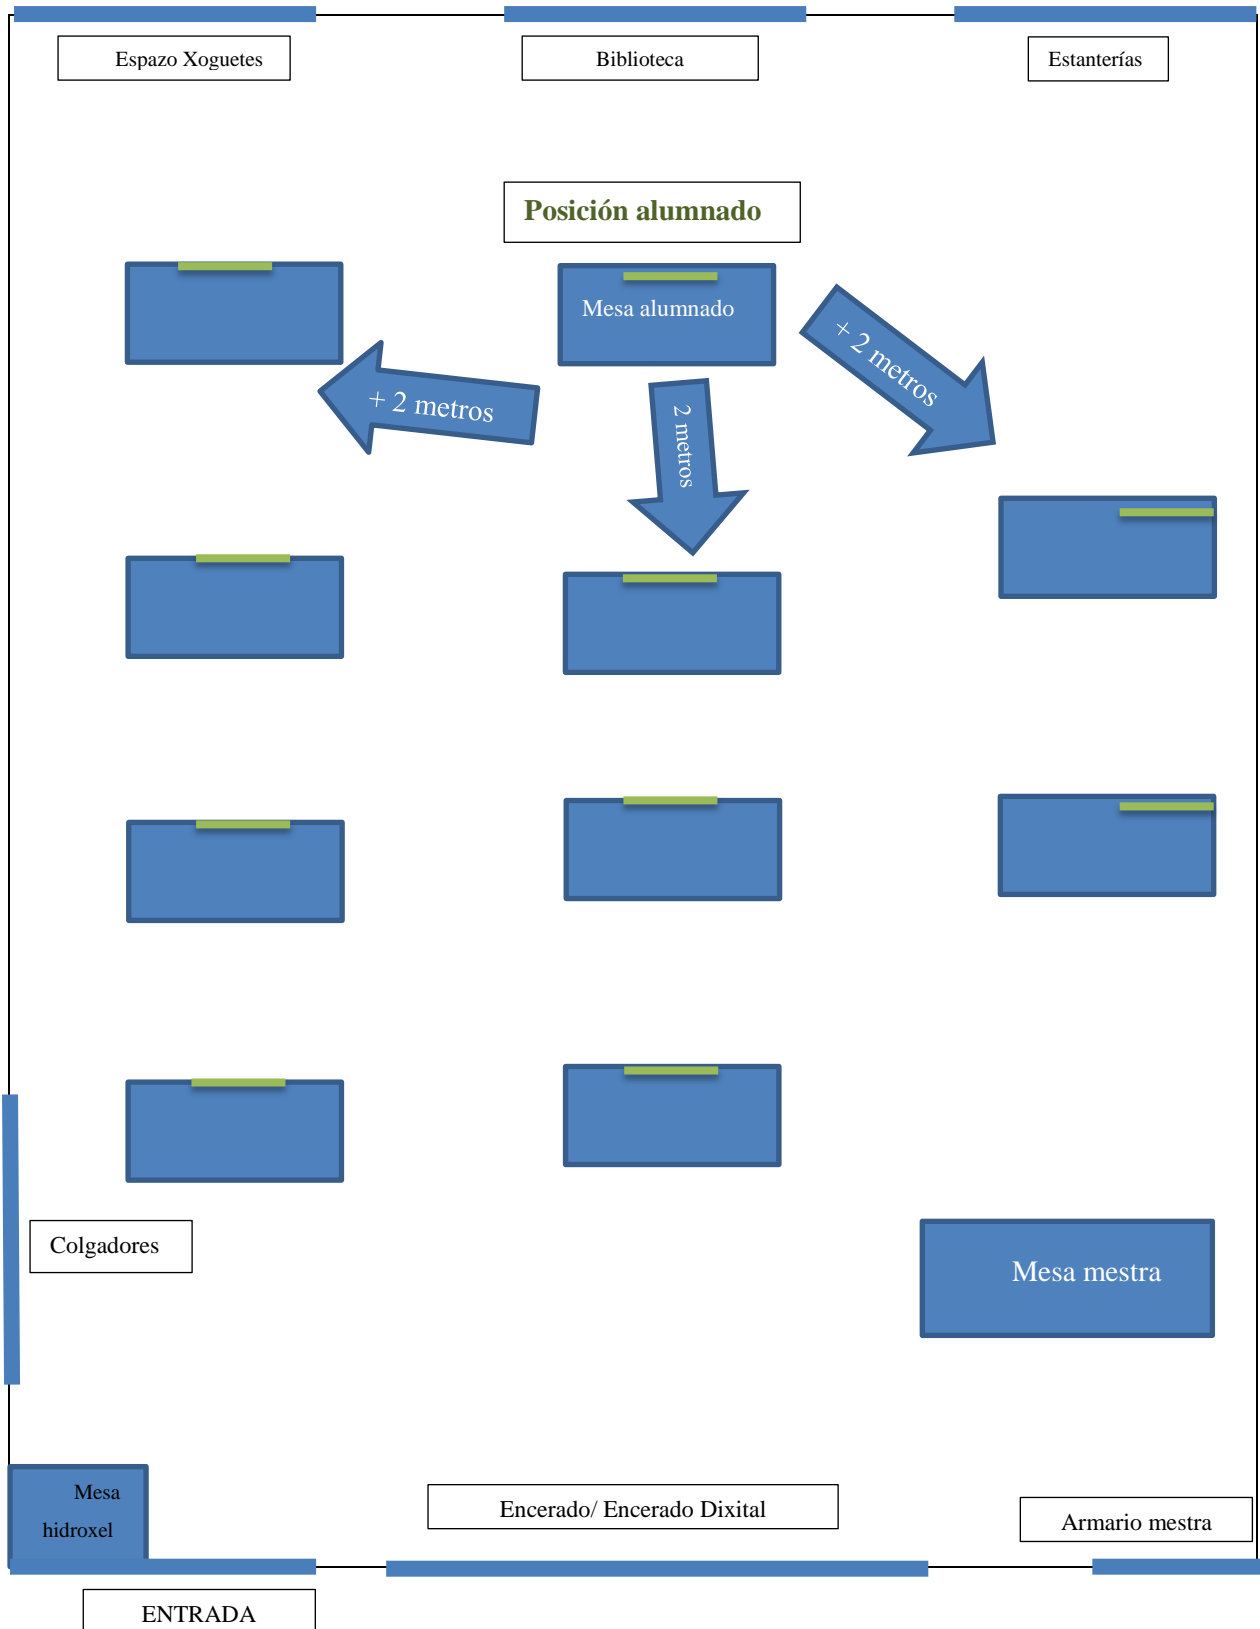 Espazo Xoguetes
Biblioteca
Estanterías
Posición alumnado
Mesa alumnado
+ 2 metros
+ 2 metros
2 metros
Colgadores
Mesa mestra
Mesa
hidroxel
Encerado/ Encerado Dixital
Armario mestra
ENTRADA